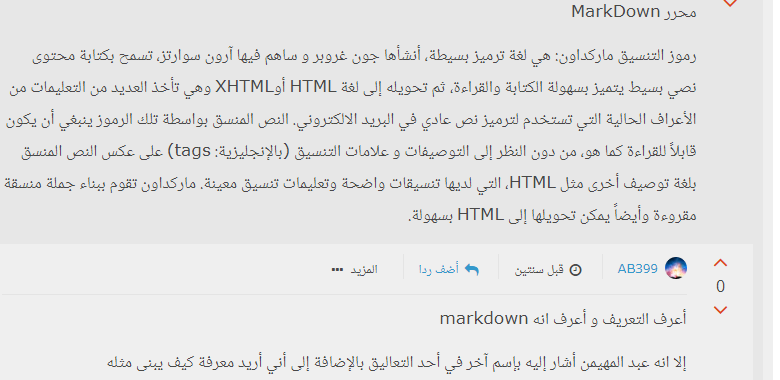 محرر MarkDown
رموز التنسيق ماركداون: هي لغة ترميز بسيطة، أنشأها جون غروبر و ساهم فيها آرون سوارتز، تسمح بكتابة محتوى
نصي بسيط يتميز بسهولة الكتابة والقراءة، ثم تحويله إلى لغة HTML أوXHTML وهي تأخذ العديد من التعليمات من
الأعراف الحالية التي تستخدم لترميز نص عادي في البريد الالكتروني. النص المنسق بواسطة تلك الرموز ينبغي أن يكون
قابلاً للقراءة كما هو، من دون النظر إلى التوصيفات و علامات التنسيق (بالإنجليزية: tags) على عكس النص المنسق
بلغة توصيف أخرى مثل HTML، التي لديها تنسيقات واضحة وتعليمات تنسيق معينة. ماركداون تقوم ببناء جملة منسقة
مقروءة وأيضاً يمكن تحويلها إلى HTML بسهولة.
AB399 قبل سنتين أضف ردا المزيد
0
أعرف التعريف و أعرف انه markdown
إلا انه عبد المهيمن أشار إليه بإسم آخر في أحد التعاليق بالإضافة إلى أني أريد معرفة كيف يبنى مثله